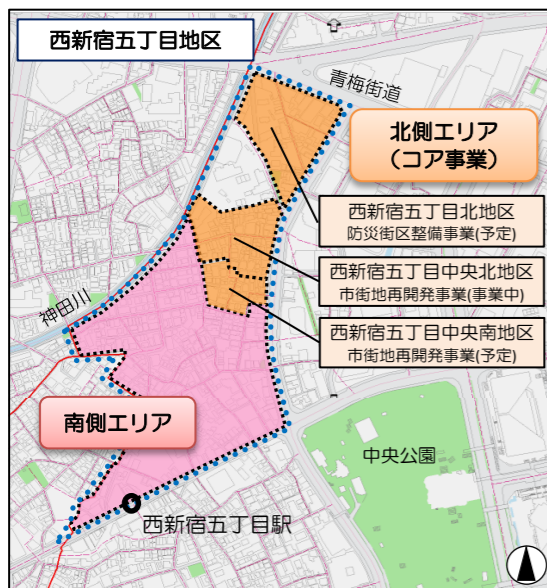 西新宿五丁目地区
青梅街道
北側エリア
（コア事業）
西新宿五丁目北地区
防災街区整備事業(予定)
西新宿五丁目中央北地区
市街地再開発事業(事業中)
西新宿五丁目中央南地区
市街地再開発事業(予定)
神田川
南側エリア
中央公園
西新宿五丁目駅